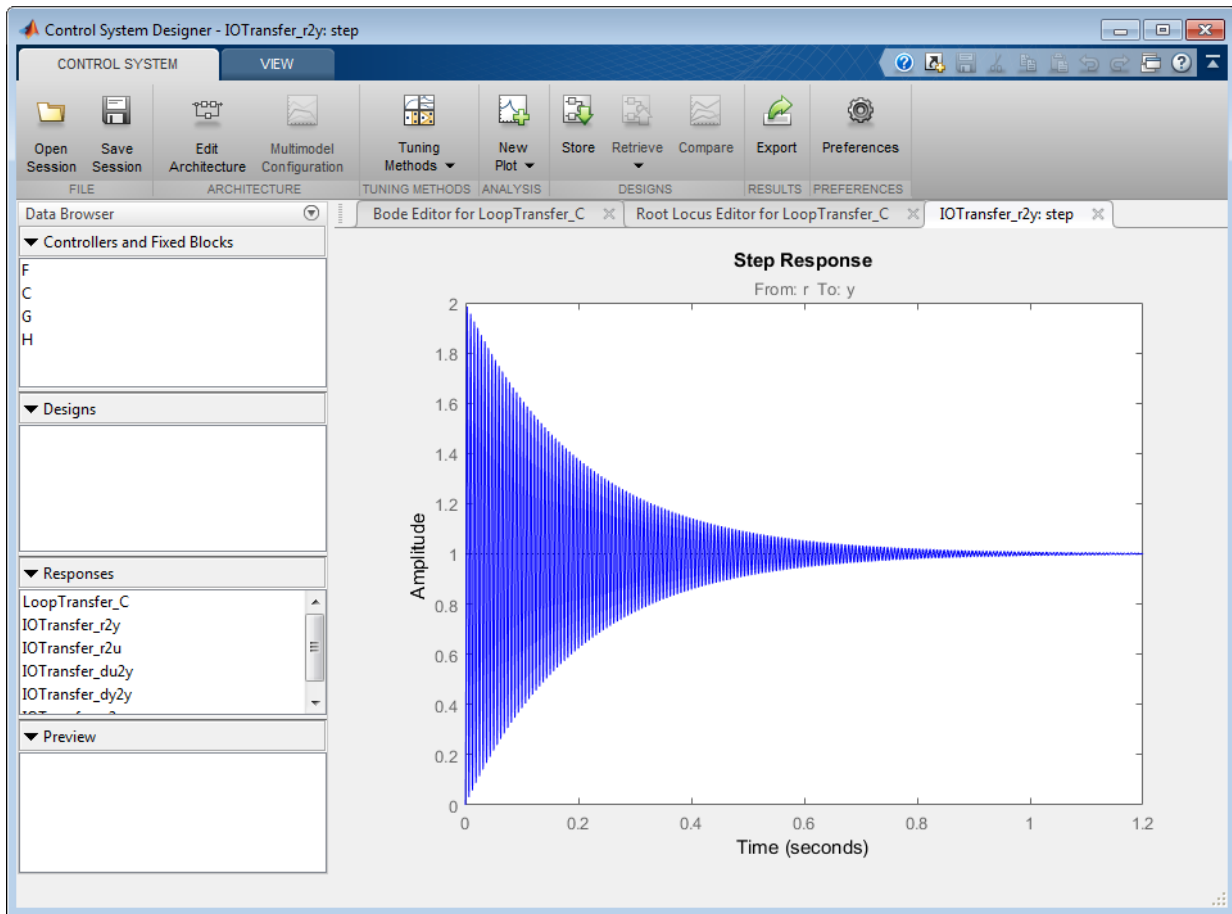 Control System Designer - IOTransfer_r2y: step
CONTROL SYSTEM
VIEW
Open Session
Save Session
Edit Architecture
Multimodel Configuration
Tuning Methods
New Plot
Store
Retrieve
Compare
Export
Preferences
FILE
ARCHITECTURE
TUNING METHODS
ANALYSIS
DESIGNS
RESULTS
PREFERENCES
Data Browser
Controllers and Fixed Blocks
F
C
G
H
Designs
Responses
LoopTransfer_C
IOTransfer_r2y
IOTransfer_r2u
IOTransfer_du2y
IOTransfer_dy2y
Preview
Bode Editor for LoopTransfer_C
Root Locus Editor for LoopTransfer_C
IOTransfer_r2y: step
Step Response
From: r To: y
Amplitude
2
1.8
1.6
1.4
1.2
1
0.8
0.6
0.4
0.2
0
0
0.2
0.4
0.6
0.8
1
1.2
Time (seconds)